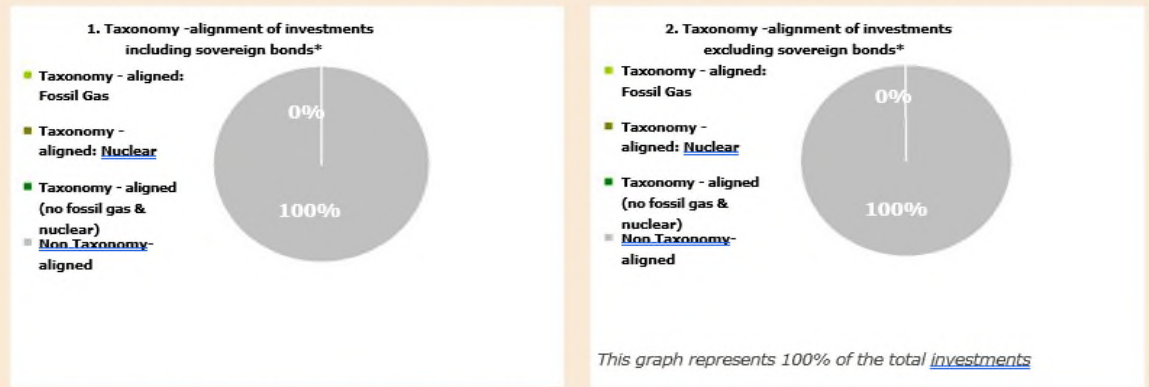 1. Taxonomy -alignment of investments
including sovereign bonds*
Taxonomy - aligned:
Fossil Gas
Taxonomy -
aligned: Nuclear
Taxonomy - aligned
(no fossil gas &
nuclear)
Non Taxonomy-
aligned
0%
100%
2. Taxonomy -alignment of investments
excluding sovereign bonds*
Taxonomy - aligned:
Fossil Gas
Taxonomy -
aligned: Nuclear
Taxonomy - aligned
(no fossil gas &
nuclear)
Non Taxonomy-
aligned
0%
100%
This graph represents 100% of the total investments